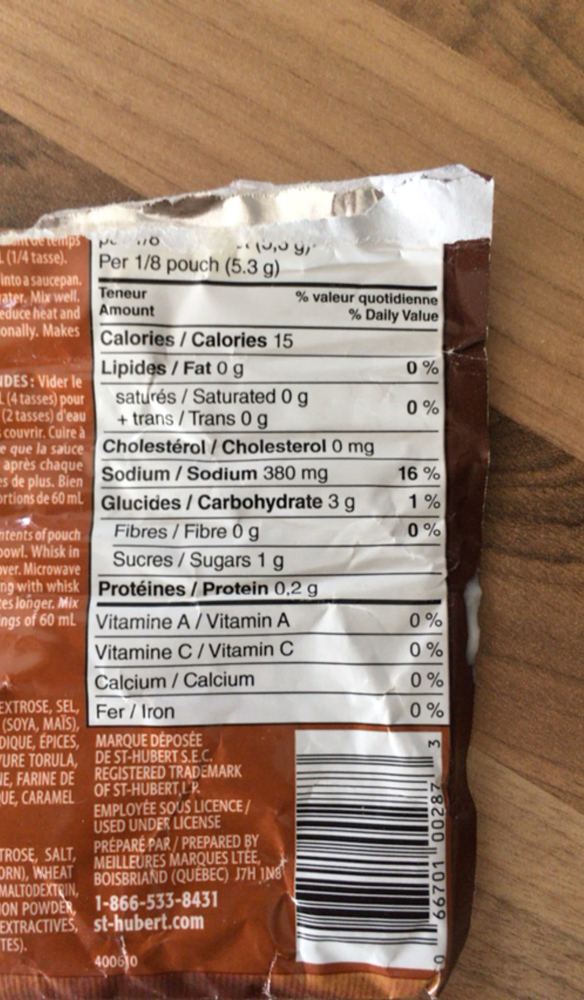 L (1/4 tasse).
into a saucepan.
ater. Mix well.
educe heat and
onally. Makes
DES : Vider le
L (4 tasses) pour
(2 tasses) d'eau
couvrir. Cuire à
e que la sauce
après chaque
es de plus. Bien
ortions de 60 mL
ntents of pouch
bowl. Whisk in
ver. Microwave
ng with whisk
tes longer. Mix
ngs of 60 mL
EXTROSE, SEL,
(SOYA, MAÏS),
DIQUE, ÉPICES,
URE TORULA,
E, FARINE DE
UE, CARAMEL
TROSE, SALT,
ORN), WHEAT
MALTODEXTRIN,
ION POWDER,
EXTRACTIVES,
TES).
Per 1/8 pouch (5.3 g)
Teneur % valeur quotidienne
Amount % Daily Value
Calories / Calories 15
Lipides / Fat 0 g 0 %
saturés / Saturated 0 g
+ trans / Trans 0 g 0 %
Cholestérol / Cholesterol 0 mg
Sodium / Sodium 380 mg 16 %
Glucides / Carbohydrate 3 g 1 %
Fibres / Fibre 0 g 0 %
Sucres / Sugars 1 g
Protéines / Protein 0,2 g
Vitamine A / Vitamin A 0 %
Vitamine C / Vitamin C 0 %
Calcium / Calcium 0 %
Fer / Iron 0 %
MARQUE DÉPOSÉE
DE ST-HUBERT S.E.C.
REGISTERED TRADEMARK
OF ST-HUBERT L.P.
EMPLOYÉE SOUS LICENCE /
USED UNDER LICENSE
PRÉPARÉ PAR / PREPARED BY
MEILLEURES MARQUES LTÉE,
BOISBRIAND (QUÉBEC) J7H 1N8
1-866-533-8431
st-hubert.com
400610
0 66701 00287 3